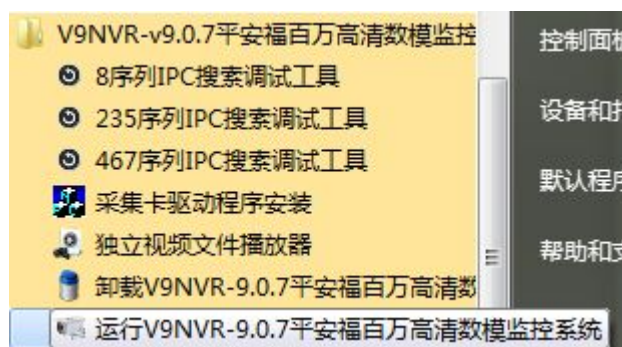 V9NVR-v9.0.7平安福百万高清数模监控
8序列IPC搜索调试工具
235序列IPC搜索调试工具
467序列IPC搜索调试工具
采集卡驱动程序安装
独立视频文件播放器
卸载V9NVR-9.0.7平安福百万高清数
运行V9NVR-9.0.7平安福百万高清数模监控系统
控制面板
设备和打
默认程序
帮助和支